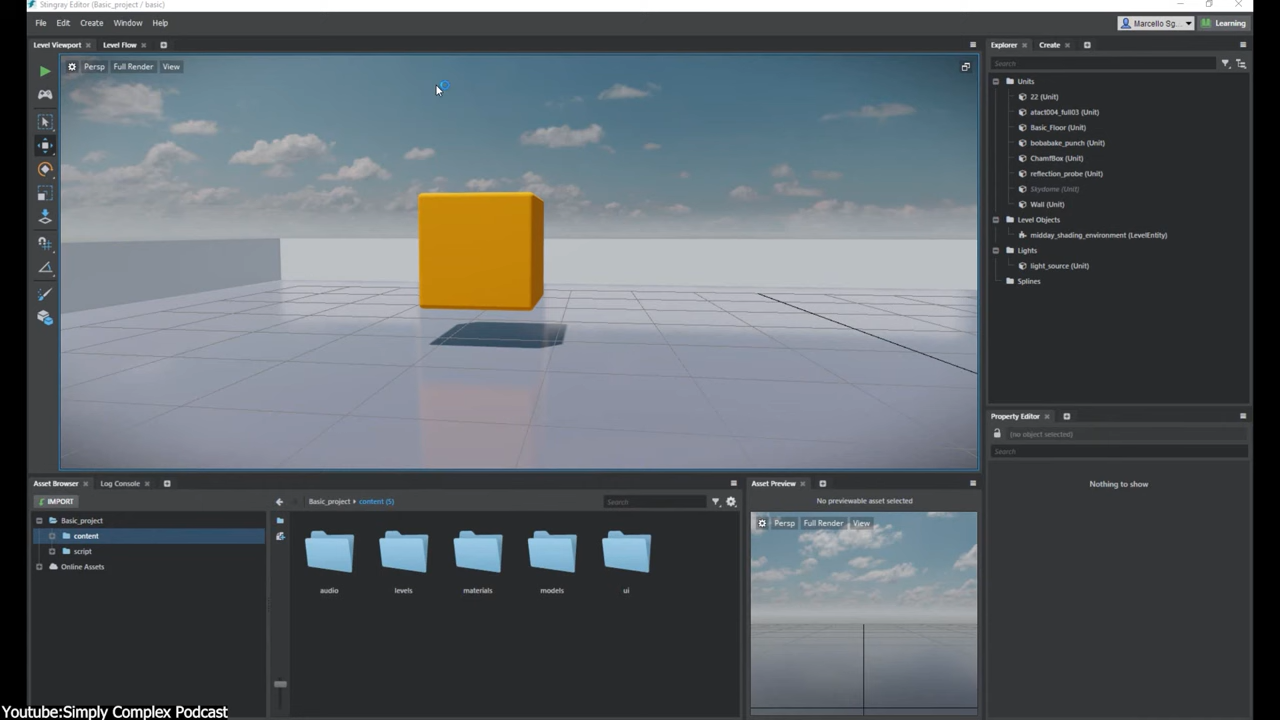 Stingray Editor (Basic_project / basic)
File Edit Create Window Help
Marcello Sg... Learning
Level Viewport Level Flow
Persp Full Render View
Explorer Create
Search
Units
22 (Unit)
atact004_full03 (Unit)
Basic_Floor (Unit)
bobabake_punch (Unit)
ChamfBox (Unit)
reflection_probe (Unit)
Skydome (Unit)
Wall (Unit)
Level Objects
midday_shading_environment (LevelEntity)
Lights
light_source (Unit)
Splines
Property Editor
(no object selected)
Search
Nothing to show
Asset Browser Log Console
IMPORT
Basic_project content (5)
Search
Basic_project
content
script
Online Assets
audio levels materials models ui
Asset Preview
No previewable asset selected
Persp Full Render View
Youtube:Simply Complex Podcast